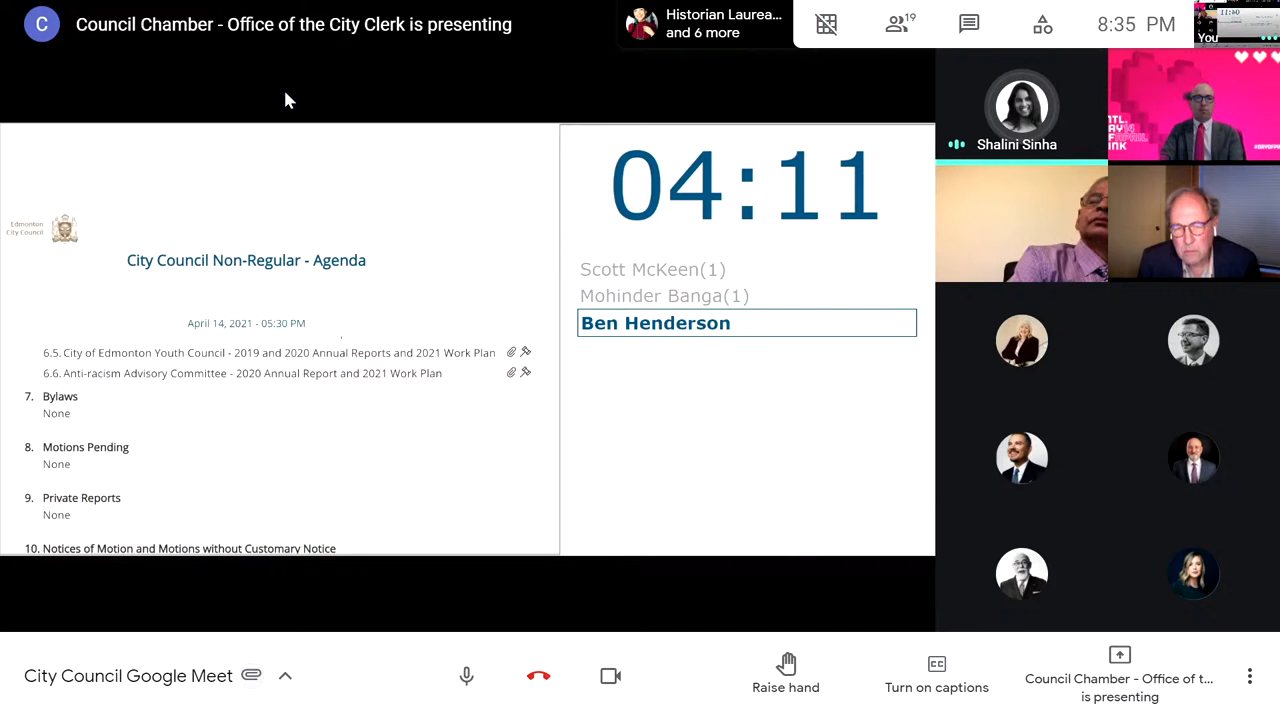 C
Council Chamber - Office of the City Clerk is presenting
Historian Laurea...
and 6 more
19
8:35 PM
04:11
You
Shalini Sinha
04:11
Edmonton
City Council
City Council Non-Regular - Agenda
April 14, 2021 - 05:30 PM
6.5. City of Edmonton Youth Council - 2019 and 2020 Annual Reports and 2021 Work Plan
6.6. Anti-racism Advisory Committee - 2020 Annual Report and 2021 Work Plan
7. Bylaws
None
8. Motions Pending
None
9. Private Reports
None
10. Notices of Motion and Motions without Customary Notice
Scott McKeen(1)
Mohinder Banga(1)
Ben Henderson
City Council Google Meet
Raise hand
CC
Turn on captions
Council Chamber - Office of t...
is presenting